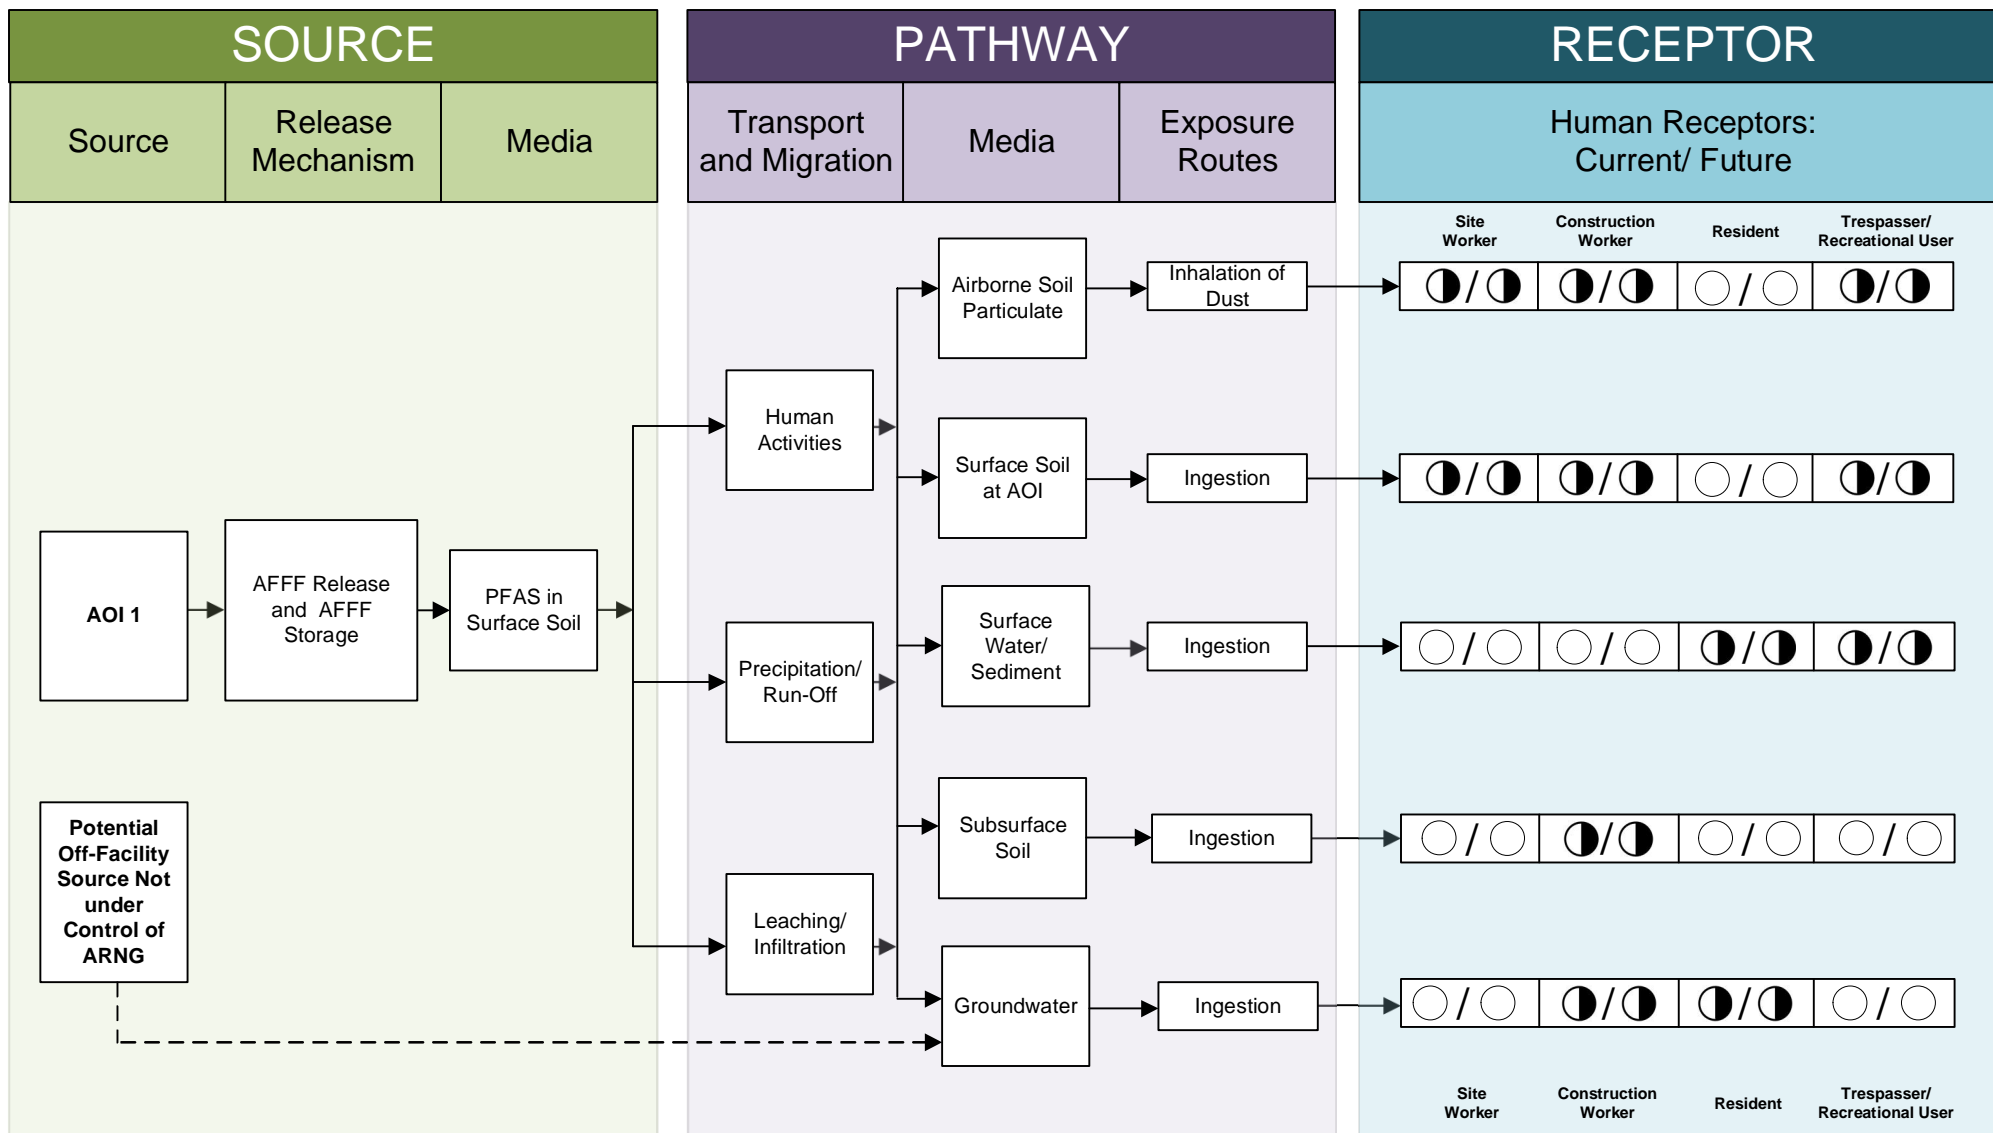 SOURCE
PATHWAY
RECEPTOR
Source
Release
Mechanism
Media
Transport
and Migration
Media
Exposure
Routes
Human Receptors:
Current/ Future
Site
Worker
Construction
Worker
Resident
Trespasser/
Recreational User
Airborne Soil
Particulate
Inhalation of
Dust
/
/
/
/
Human
Activities
Surface Soil
at AOI
Ingestion
/
/
/
/
AOI 1
AFFF Release
and AFFF
Storage
PFAS in
Surface Soil
Precipitation/
Run-Off
Surface
Water/
Sediment
Ingestion
/
/
/
/
Potential
Off-Facility
Source Not
under
Control of
ARNG
Subsurface
Soil
Ingestion
/
/
/
/
Leaching/
Infiltration
Groundwater
Ingestion
/
/
/
/
Site
Worker
Construction
Worker
Resident
Trespasser/
Recreational User